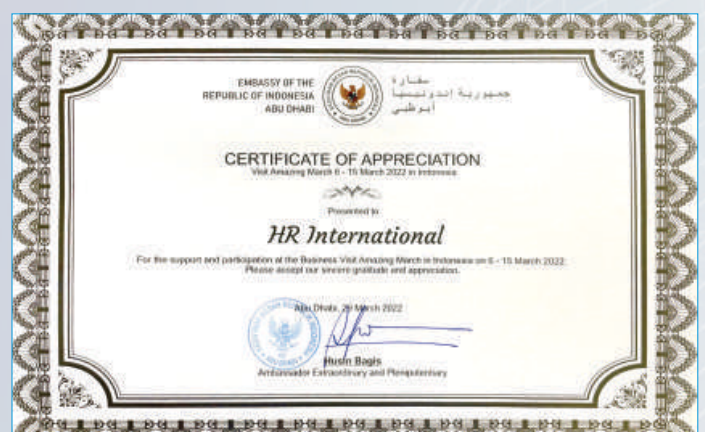 EMBASSY OF THE
REPUBLIC OF INDONESIA
ABU DHABI
سفارة
جمهورية إندونيسيا
أبوظبي
CERTIFICATE OF APPRECIATION
Visit Amazing March 6 - 15 March 2022 in Indonesia
Presented to
HR International
For the support and participation at the Business Visit Amazing March in Indonesia on 6 - 15 March 2022.
Please accept our sincere gratitude and appreciation.
Abu Dhabi, 29 March 2022
Husin Bagis
Ambassador Extraordinary and Plenipotentiary